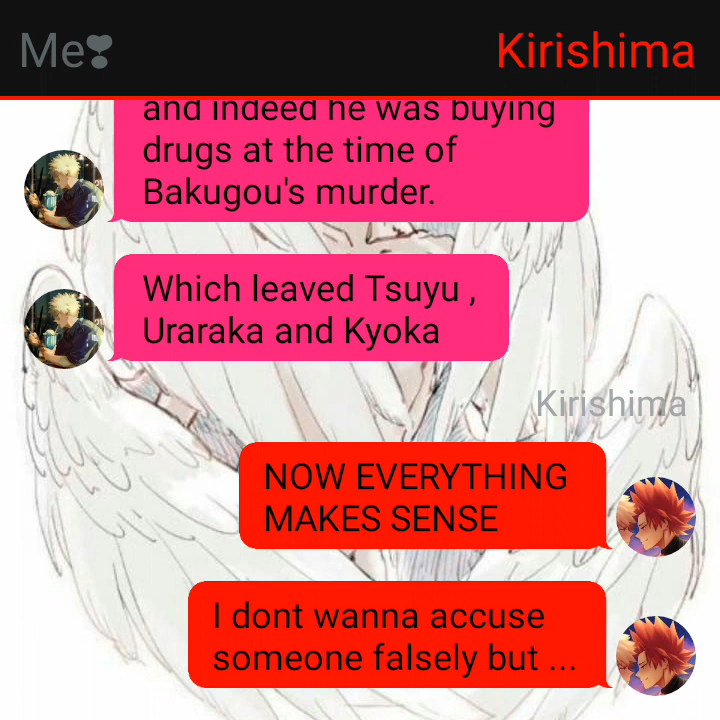 Me❣
Kirishima
and indeed he was buying
drugs at the time of
Bakugou's murder.
Which leaved Tsuyu ,
Uraraka and Kyoka
Kirishima
NOW EVERYTHING
MAKES SENSE
I dont wanna accuse
someone falsely but ...